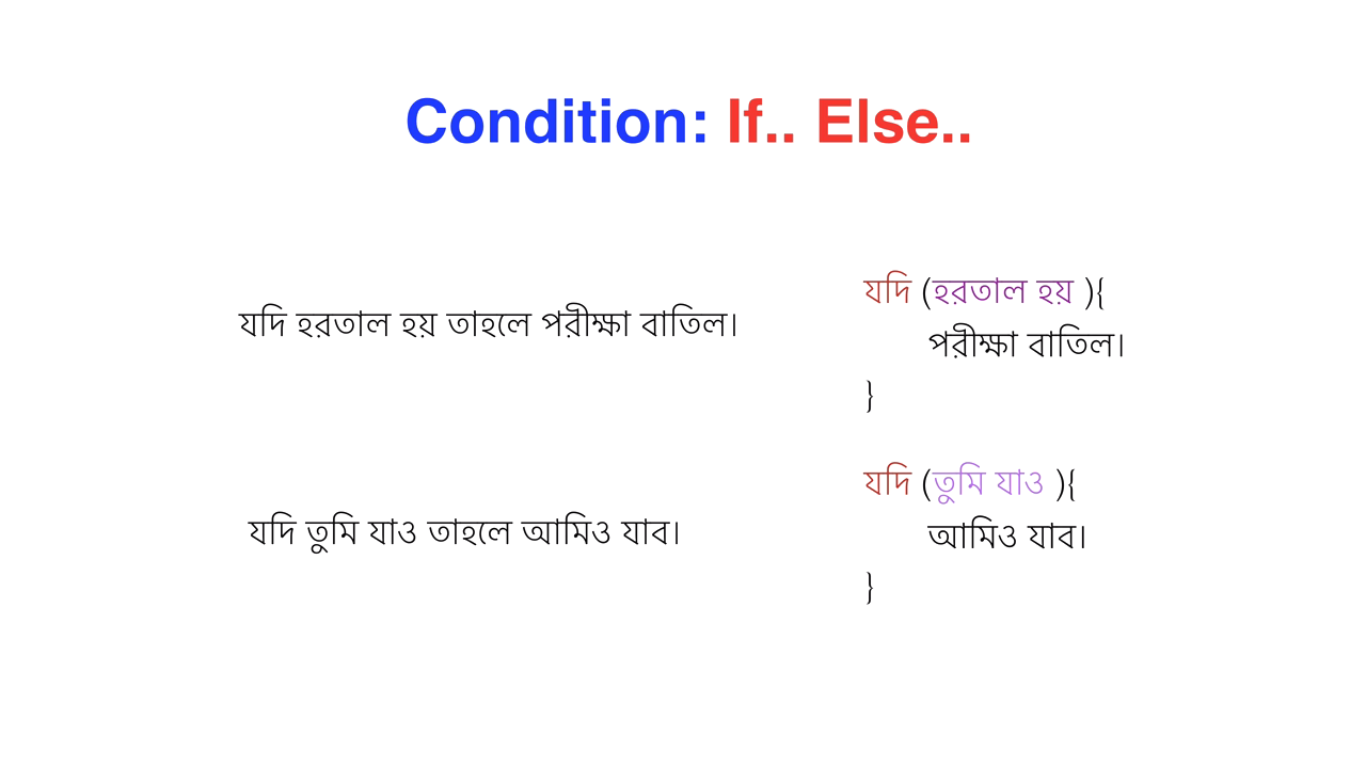 Condition: If.. Else..
যদি হরতাল হয় তাহলে পরীক্ষা বাতিল।
যদি (হরতাল হয় ){
পরীক্ষা বাতিল।
}
যদি তুমি যাও তাহলে আমিও যাব।
যদি (তুমি যাও ){
আমিও যাব।
}